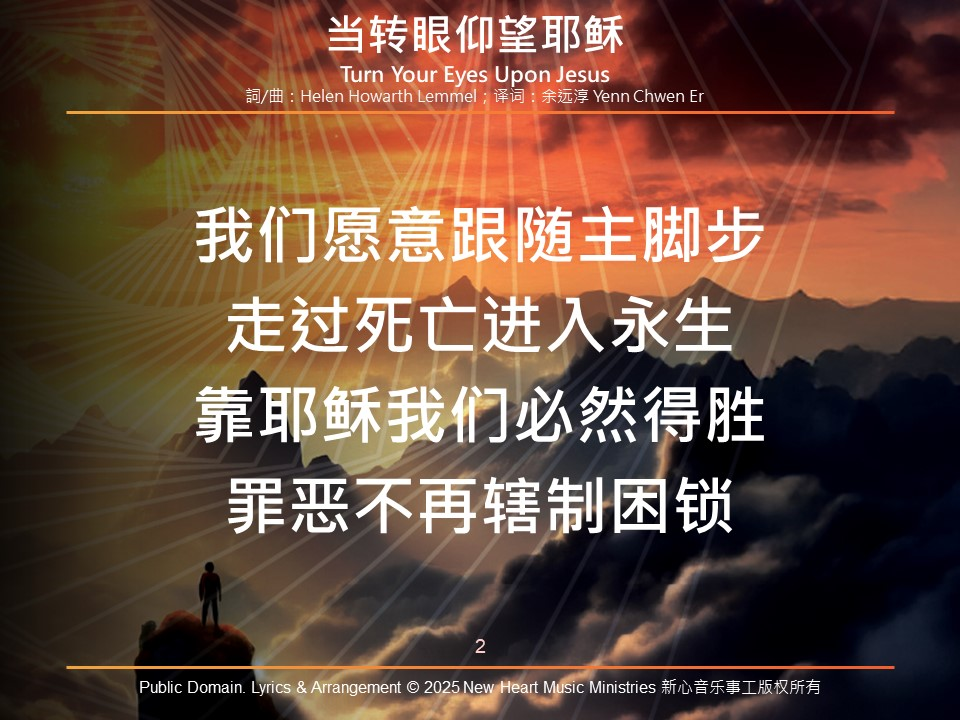 当转眼仰望耶稣
Turn Your Eyes Upon Jesus
詞/曲：Helen Howarth Lemmel；译词：余远淳 Yenn Chwen Er
我们愿意跟随主脚步
走过死亡进入永生
靠耶稣我们必然得胜
罪恶不再辖制困锁
2
Public Domain. Lyrics & Arrangement © 2025 New Heart Music Ministries 新心音乐事工版权所有